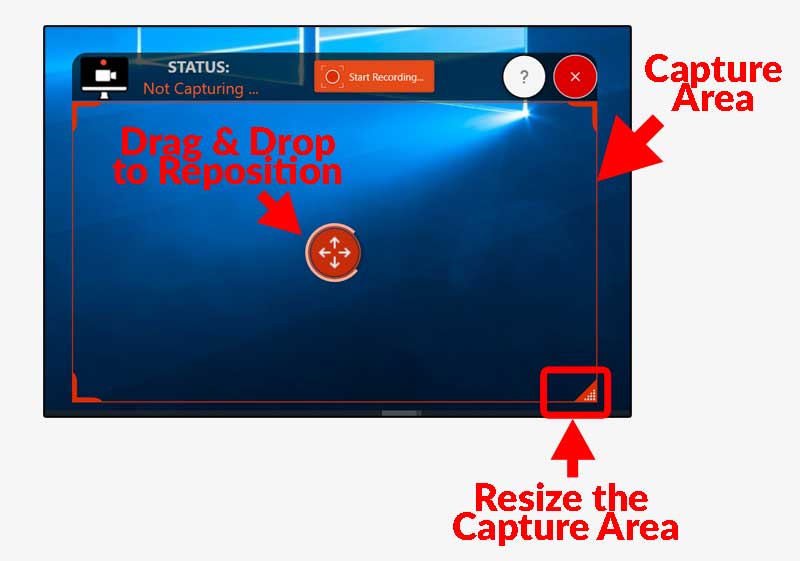 STATUS:
Not Capturing ...
Start Recording...
?
Capture
Area
Drag & Drop
to Reposition
Resize the
Capture Area